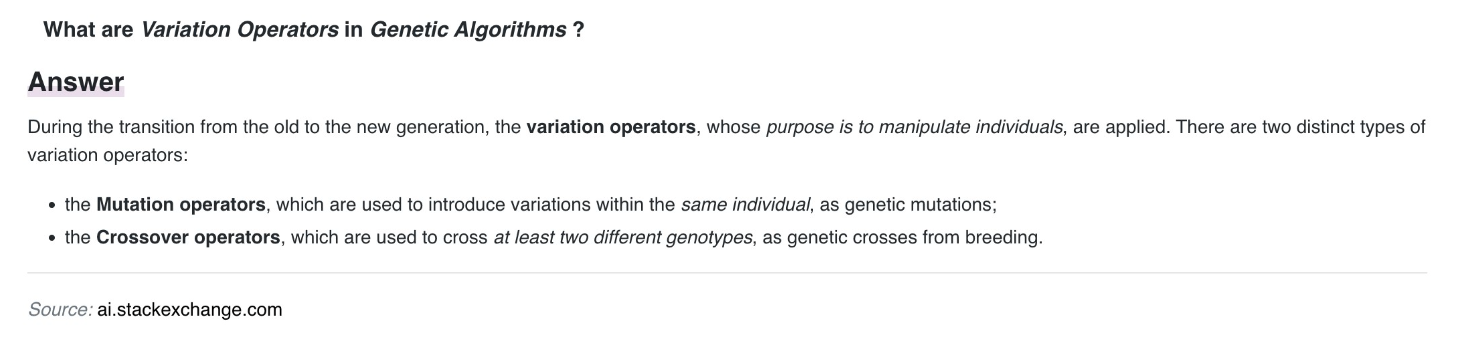 What are Variation Operators in Genetic Algorithms ?
Answer
During the transition from the old to the new generation, the variation operators, whose purpose is to manipulate individuals, are applied. There are two distinct types of
variation operators:
• the Mutation operators, which are used to introduce variations within the same individual, as genetic mutations;
• the Crossover operators, which are used to cross at least two different genotypes, as genetic crosses from breeding.
Source: ai.stackexchange.com